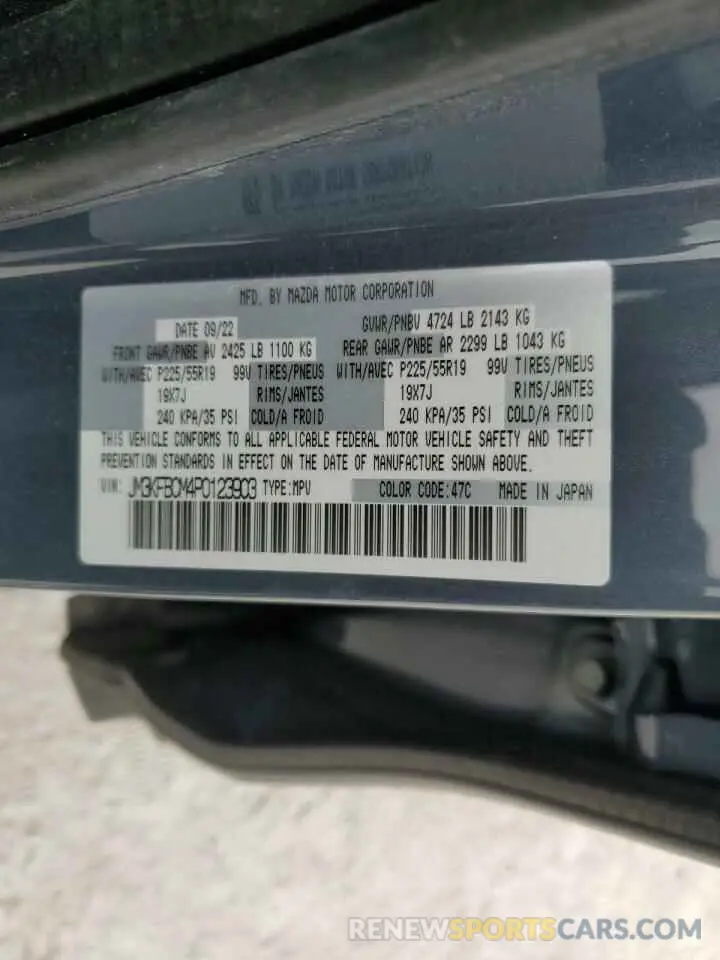 MFD. BY MAZDA MOTOR CORPORATION
DATE 09/22 GVWR/PNBV 4724 LB 2143 KG
FRONT GAWR/PNBE AV 2425 LB 1100 KG REAR GAWR/PNBE AR 2299 LB 1043 KG
WITH/AVEC P225/55R19 99V TIRES/PNEUS WITH/AVEC P225/55R19 99V TIRES/PNEUS
19X7J RIMS/JANTES 19X7J RIMS/JANTES
240 KPA/35 PSI COLD/A FROID 240 KPA/35 PSI COLD/A FROID
THIS VEHICLE CONFORMS TO ALL APPLICABLE FEDERAL MOTOR VEHICLE SAFETY AND THEFT
PREVENTION STANDARDS IN EFFECT ON THE DATE OF MANUFACTURE SHOWN ABOVE.
VIN: JM3KFBCM4P0123903 TYPE:MPV COLOR CODE:47C MADE IN JAPAN
RENEWSPORTSCARS.COM